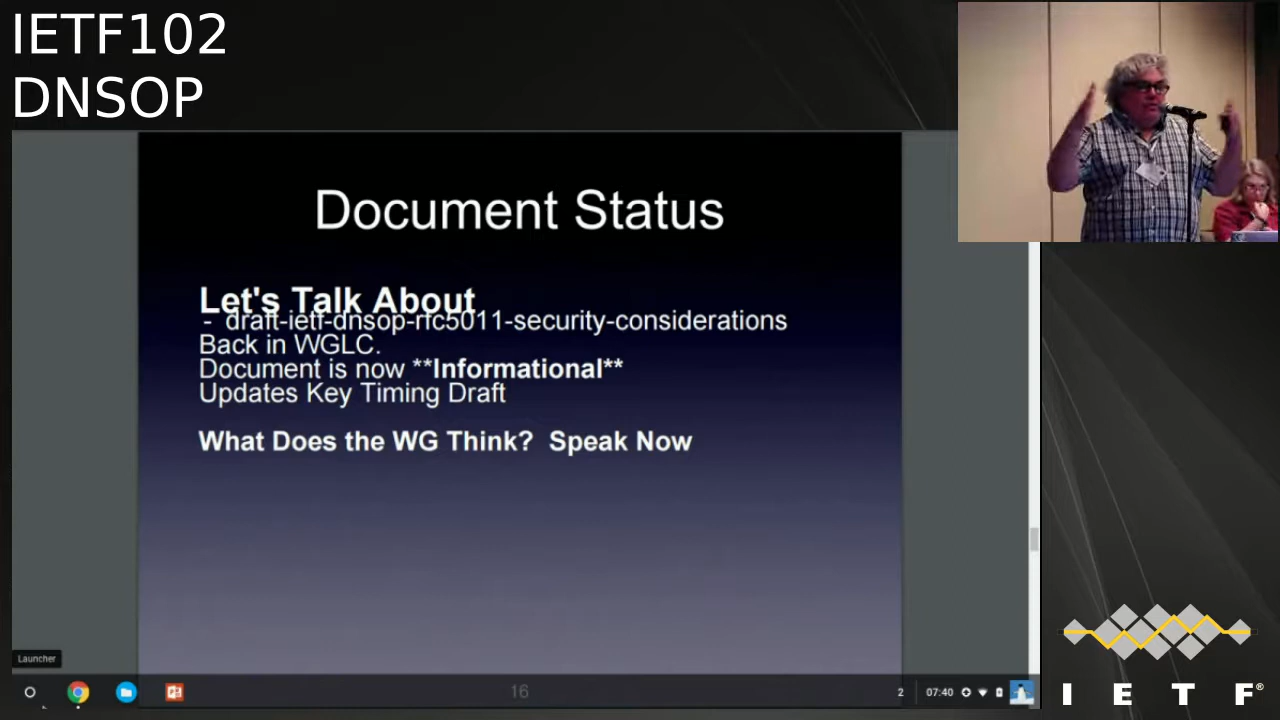 IETF102
DNSOP
Document Status
Let's Talk About
- draft-ietf-dnsop-rfc5011-security-considerations
Back in WGLC.
Document is now **Informational**
Updates Key Timing Draft
What Does the WG Think? Speak Now
Launcher
16
2
07:40
I E T F®